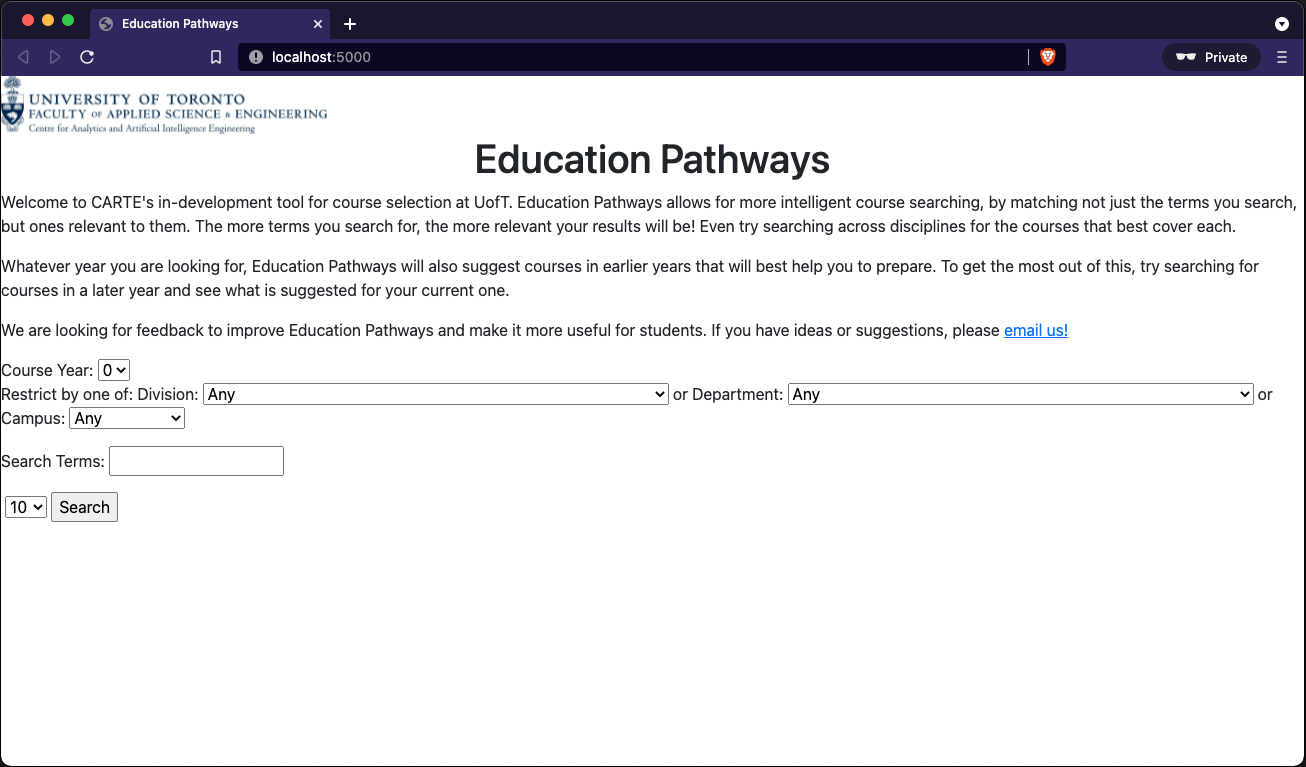 Education Pathways
localhost:5000
Private
UNIVERSITY OF TORONTO
FACULTY OF APPLIED SCIENCE & ENGINEERING
Centre for Analytics and Artificial Intelligence Engineering
Education Pathways
Welcome to CARTE's in-development tool for course selection at UofT. Education Pathways allows for more intelligent course searching, by matching not just the terms you search,
but ones relevant to them. The more terms you search for, the more relevant your results will be! Even try searching across disciplines for the courses that best cover each.
Whatever year you are looking for, Education Pathways will also suggest courses in earlier years that will best help you to prepare. To get the most out of this, try searching for
courses in a later year and see what is suggested for your current one.
We are looking for feedback to improve Education Pathways and make it more useful for students. If you have ideas or suggestions, please email us!
Course Year: 0
Restrict by one of: Division: Any or Department: Any or
Campus: Any
Search Terms:
10 Search